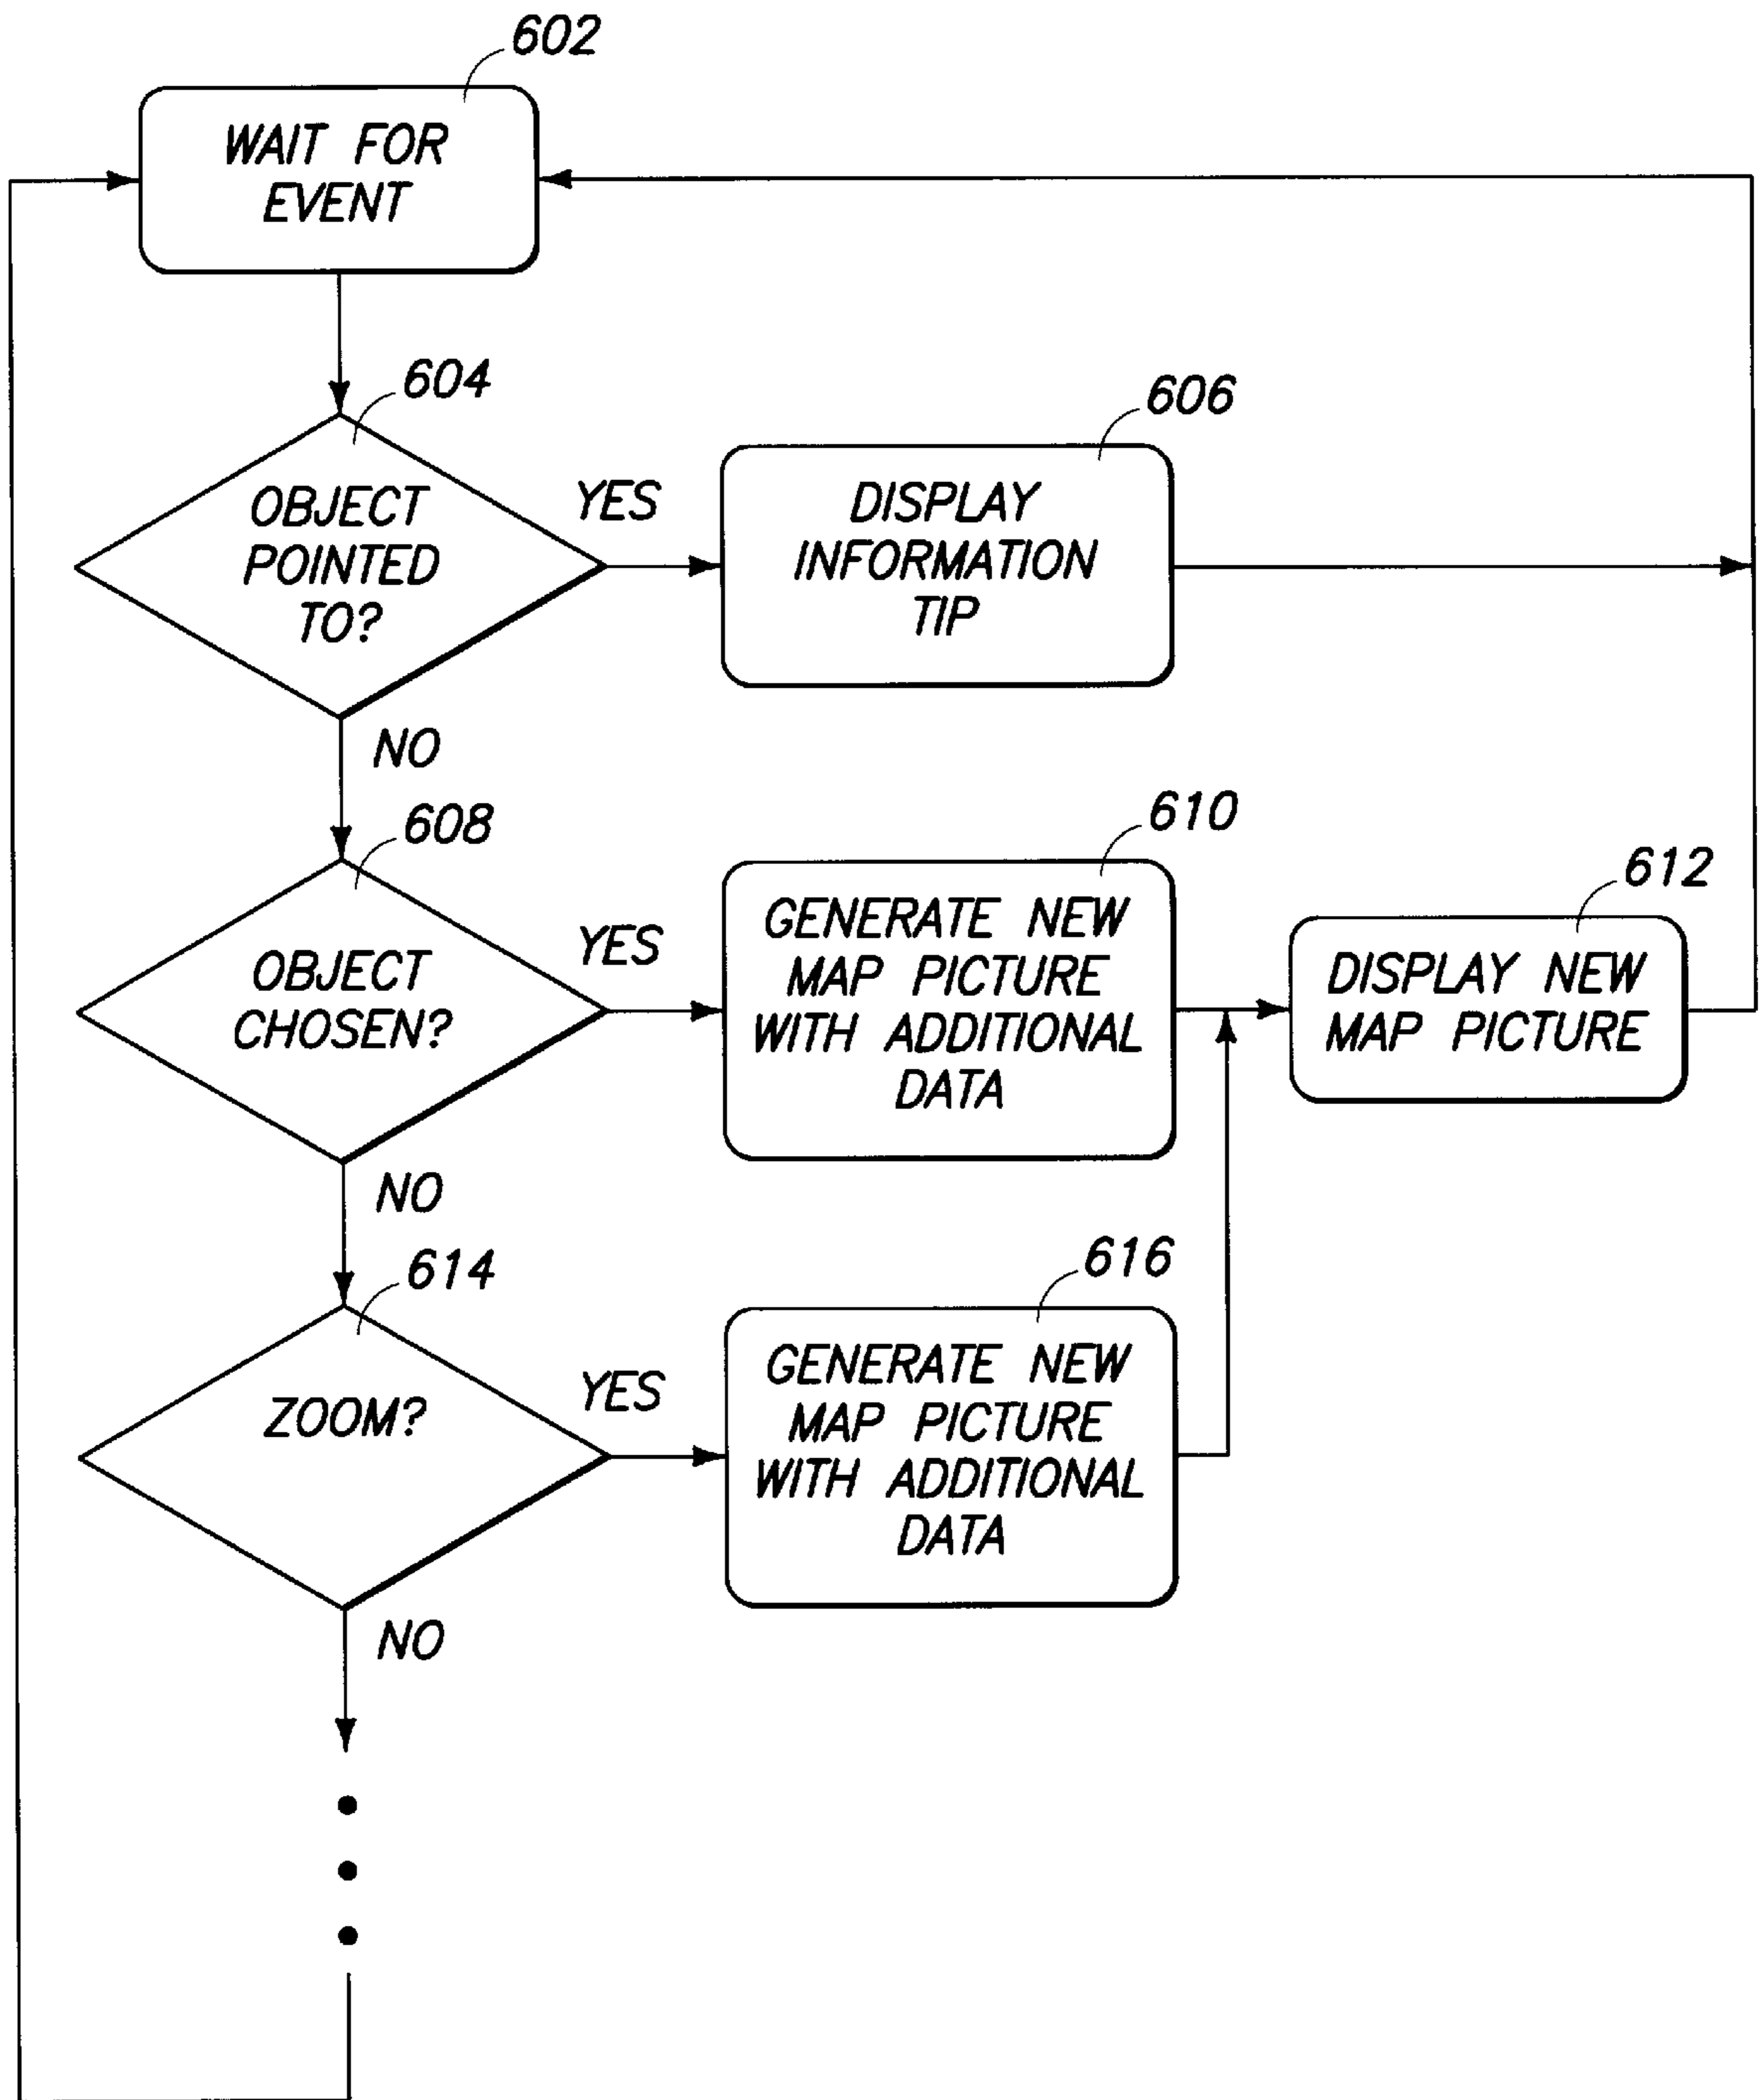 602
WAIT FOR
EVENT
604
OBJECT
POINTED
TO?
YES
606
DISPLAY
INFORMATION
TIP
NO
608
OBJECT
CHOSEN?
YES
610
GENERATE NEW
MAP PICTURE
WITH ADDITIONAL
DATA
612
DISPLAY NEW
MAP PICTURE
NO
614
ZOOM?
YES
616
GENERATE NEW
MAP PICTURE
WITH ADDITIONAL
DATA
NO